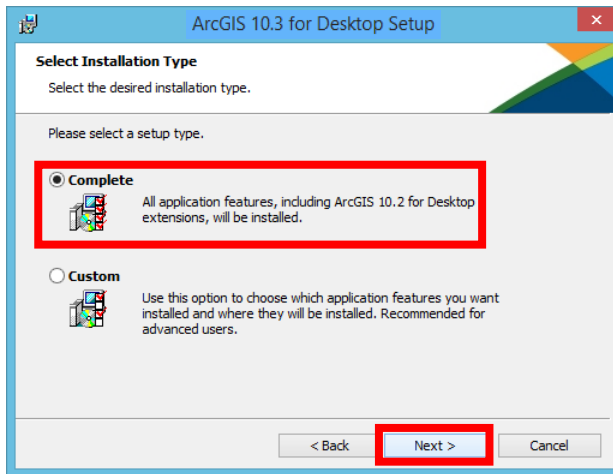 ArcGIS 10.3 for Desktop Setup
Select Installation Type
Select the desired installation type.
Please select a setup type.
Complete
All application features, including ArcGIS 10.2 for Desktop
extensions, will be installed.
Custom
Use this option to choose which application features you want
installed and where they will be installed. Recommended for
advanced users.
< Back Next > Cancel